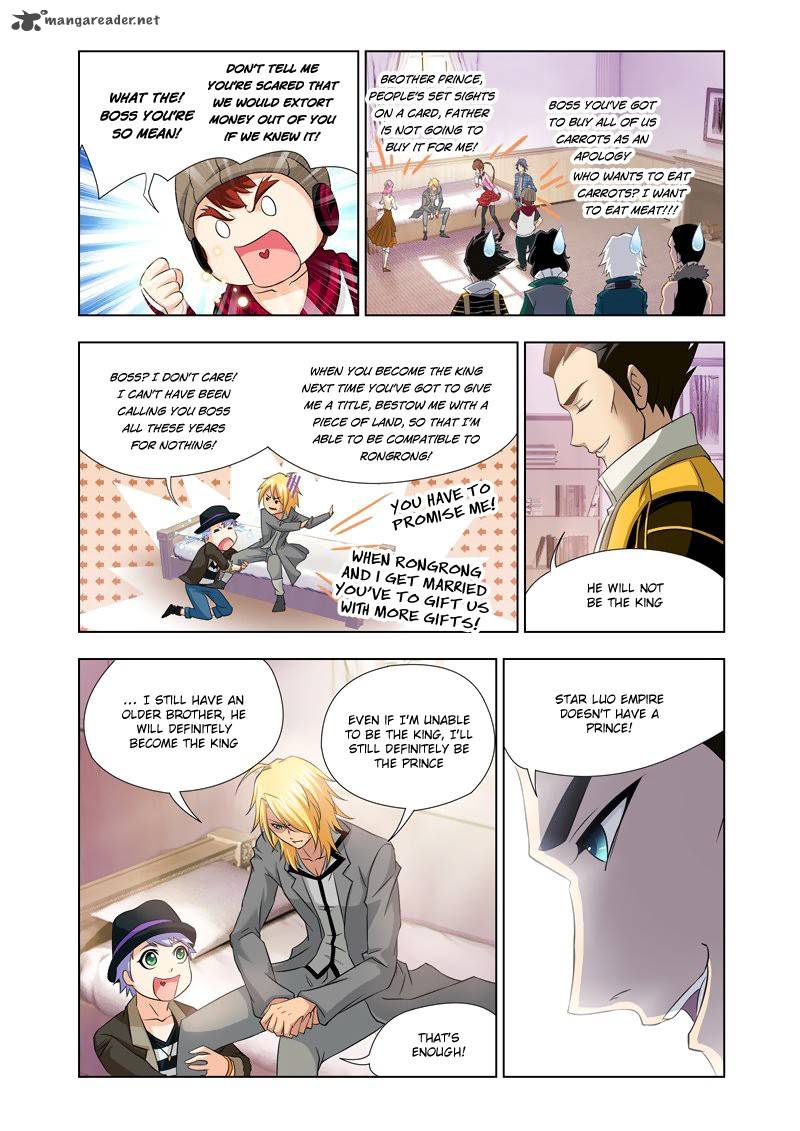 mangareader.net
DON'T TELL ME
YOU'RE SCARED THAT
WE WOULD EXTORT
MONEY OUT OF YOU
IF WE KNEW IT!
WHAT THE!
BOSS YOU'RE
SO MEAN!
BROTHER PRINCE,
PEOPLE'S SET SIGHTS
ON A CARD, FATHER
IS NOT GOING TO
BUY IT FOR ME!
BOSS YOU'VE GOT
TO BUY ALL OF US
CARROTS AS AN
APOLOGY
WHO WANTS TO EAT
CARROTS? I WANT
TO EAT MEAT!!!
BOSS? I DON'T CARE!
I CAN'T HAVE BEEN
CALLING YOU BOSS
ALL THESE YEARS
FOR NOTHING!
WHEN YOU BECOME THE KING
NEXT TIME YOU'VE GOT TO GIVE
ME A TITLE, BESTOW ME WITH A
PIECE OF LAND, SO THAT I'M
ABLE TO BE COMPATIBLE TO
RONGRONG!
YOU HAVE TO
PROMISE ME!
WHEN RONGRONG
AND I GET MARRIED
YOU'VE TO GIFT US
WITH MORE GIFTS!
HE WILL NOT
BE THE KING
... I STILL HAVE AN
OLDER BROTHER, HE
WILL DEFINITELY
BECOME THE KING
EVEN IF I'M UNABLE
TO BE THE KING, I'LL
STILL DEFINITELY BE
THE PRINCE
THAT'S
ENOUGH!
STAR LUO EMPIRE
DOESN'T HAVE A
PRINCE!